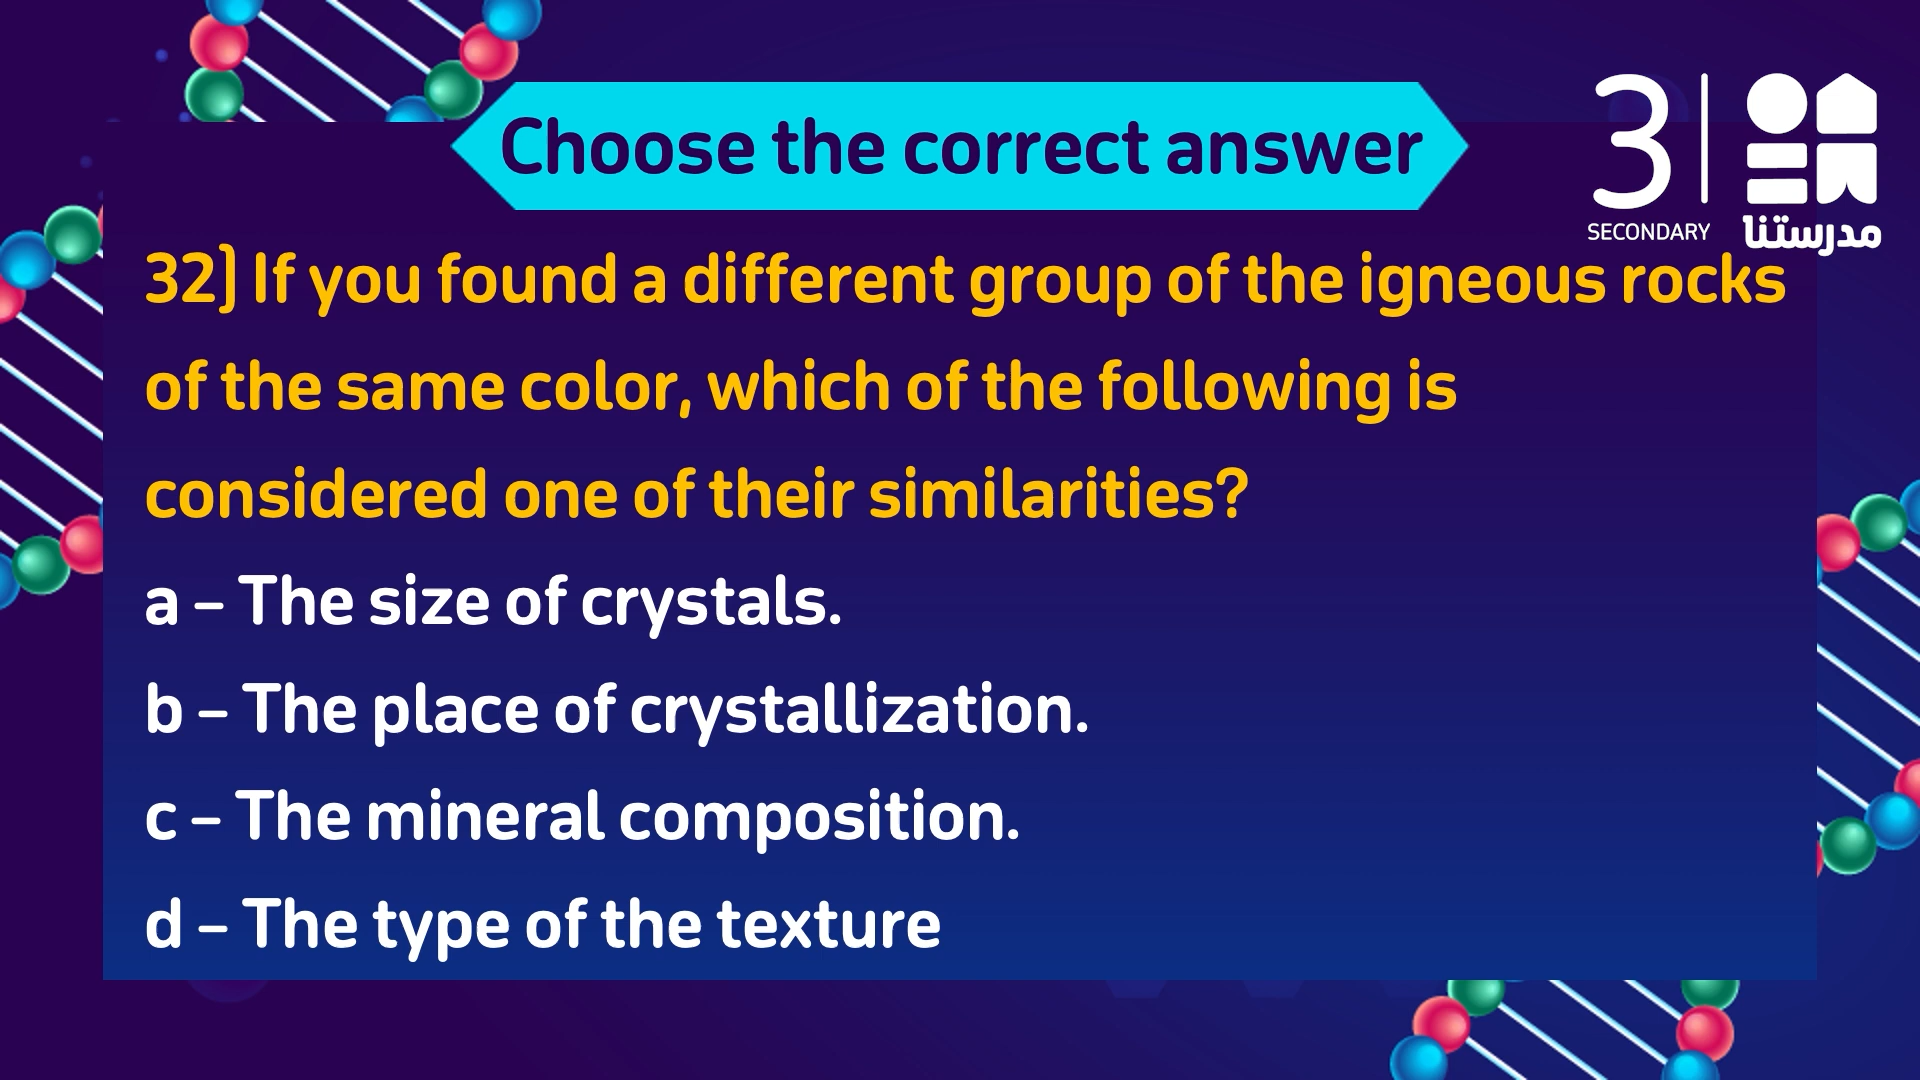 Choose the correct answer
3
SECONDARY
مدرستنا
32) If you found a different group of the igneous rocks
of the same color, which of the following is
considered one of their similarities?
a – The size of crystals.
b – The place of crystallization.
c – The mineral composition.
d – The type of the texture